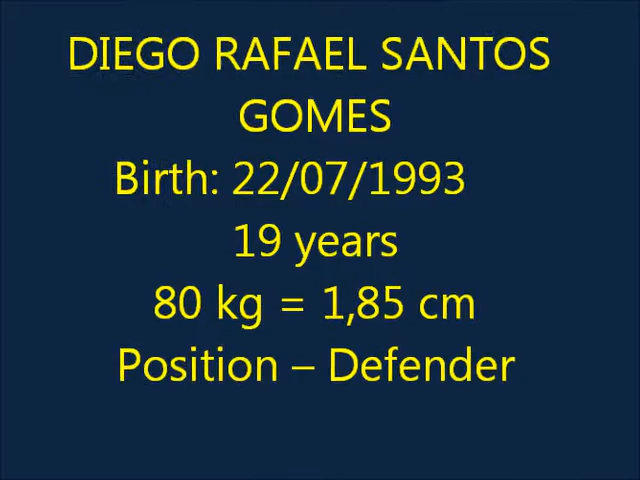 DIEGO RAFAEL SANTOS
GOMES
Birth: 22/07/1993
19 years
80 kg = 1,85 cm
Position – Defender